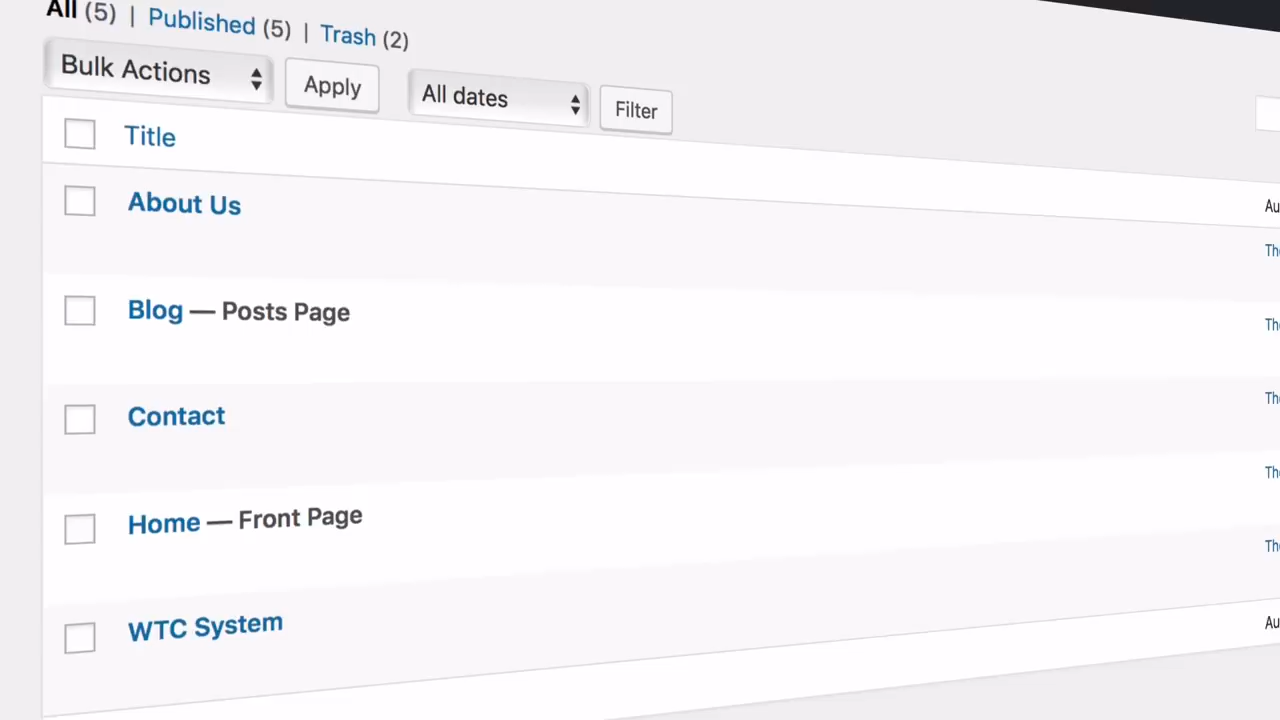 All (5) | Published (5) | Trash (2)
Bulk Actions Apply All dates Filter
Title
About Us
Blog — Posts Page
Contact
Home — Front Page
WTC System